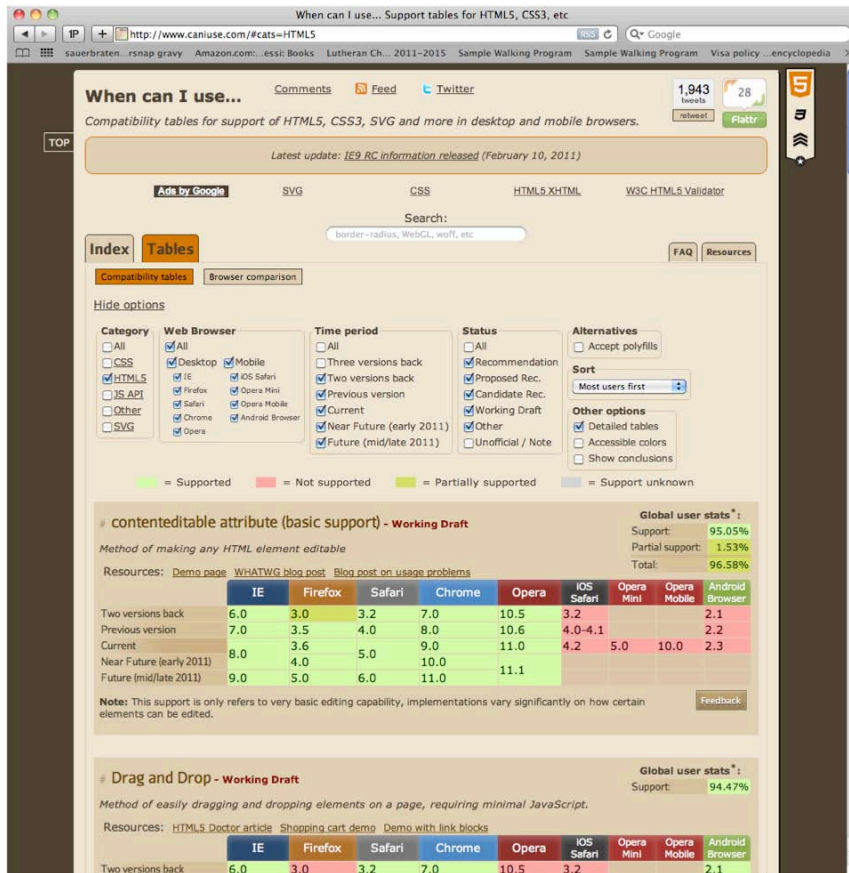 When can I use... Support tables for HTML5, CSS3, etc
1P + http://www.caniuse.com/#cats=HTML5 RSS Google
sauerbraten...rsnap gravy Amazon.com:...essi: Books Lutheran Ch... 2011-2015 Sample Walking Program Sample Walking Program Visa policy ...encyclopedia
When can I use... Comments Feed Twitter
1,943 tweets retweet
28 Flattr
Compatibility tables for support of HTML5, CSS3, SVG and more in desktop and mobile browsers.
TOP
Latest update: IE9 RC information released (February 10, 2011)
Ads by Google SVG CSS HTML5 XHTML W3C HTML5 Validator
Search:
border-radius, WebGL, woff, etc
Index Tables FAQ Resources
Compatibility tables Browser comparison
Hide options
Category
All
CSS
HTML5
JS API
Other
SVG
Web Browser
All
Desktop Mobile
IE iOS Safari
Firefox Opera Mini
Safari Opera Mobile
Chrome Android Browser
Opera
Time period
All
Three versions back
Two versions back
Previous version
Current
Near Future (early 2011)
Future (mid/late 2011)
Status
All
Recommendation
Proposed Rec.
Candidate Rec.
Working Draft
Other
Unofficial / Note
Alternatives
Accept polyfills
Sort
Most users first
Other options
Detailed tables
Accessible colors
Show conclusions
= Supported = Not supported = Partially supported = Support unknown
# contenteditable attribute (basic support) - Working Draft
Method of making any HTML element editable
Global user stats*:
Support: 95.05%
Partial support: 1.53%
Total: 96.58%
Resources: Demo page WHATWG blog post Blog post on usage problems
IE Firefox Safari Chrome Opera iOS Safari Opera Mini Opera Mobile Android Browser
Two versions back 6.0 3.0 3.2 7.0 10.5 3.2 2.1
Previous version 7.0 3.5 4.0 8.0 10.6 4.0-4.1 2.2
Current 8.0 3.6 5.0 9.0 11.0 4.2 5.0 10.0 2.3
Near Future (early 2011) 4.0 10.0 11.1
Future (mid/late 2011) 9.0 5.0 6.0 11.0
Note: This support is only refers to very basic editing capability, implementations vary significantly on how certain
elements can be edited.
Feedback
# Drag and Drop - Working Draft
Method of easily dragging and dropping elements on a page, requiring minimal JavaScript.
Global user stats*:
Support: 94.47%
Resources: HTML5 Doctor article Shopping cart demo Demo with link blocks
IE Firefox Safari Chrome Opera iOS Safari Opera Mini Opera Mobile Android Browser
Two versions back 6.0 3.0 3.2 7.0 10.5 3.2 2.1